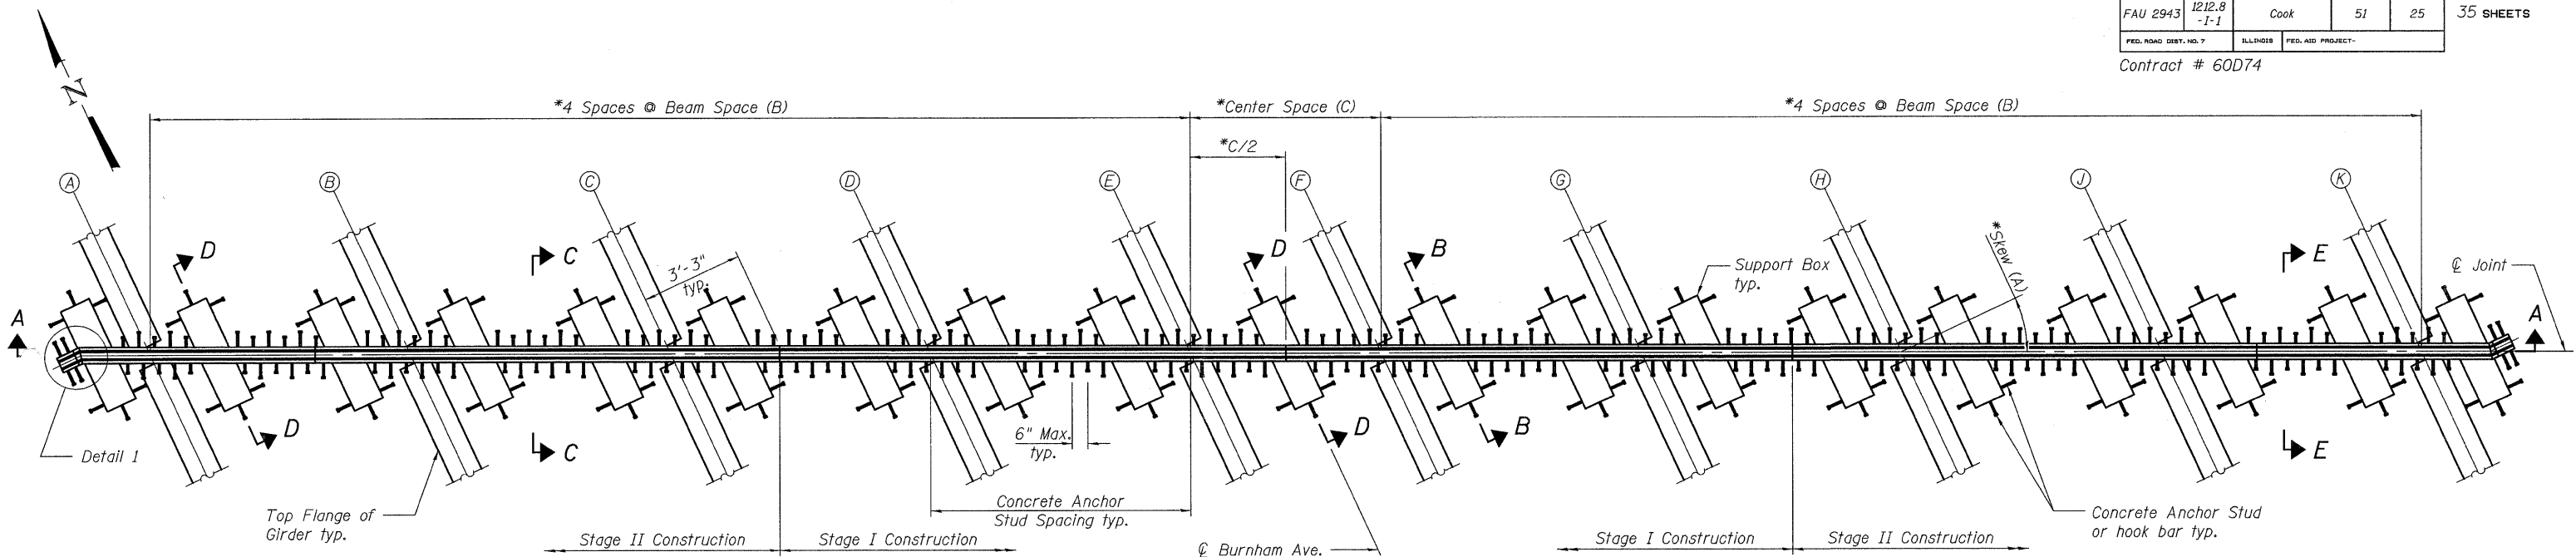 FAU 2943
1212.8
-I-1
Cook
51
25
35 SHEETS
FED. ROAD DIST. NO. 7
ILLINOIS
FED. AID PROJECT-
Contract # 60D74
N
*4 Spaces @ Beam Space (B)
*Center Space (C)
*4 Spaces @ Beam Space (B)
*C/2
A
B
C
D
E
F
G
H
J
K
D
C
3'-3"
typ.
D
B
Support Box
typ.
*Skew (A)
E
℄ Joint
A
A
Detail 1
D
C
6" Max.
typ.
D
B
E
Top Flange of
Girder typ.
Concrete Anchor
Stud Spacing typ.
Concrete Anchor Stud
or hook bar typ.
Stage II Construction
Stage I Construction
℄ Burnham Ave.
Stage I Construction
Stage II Construction